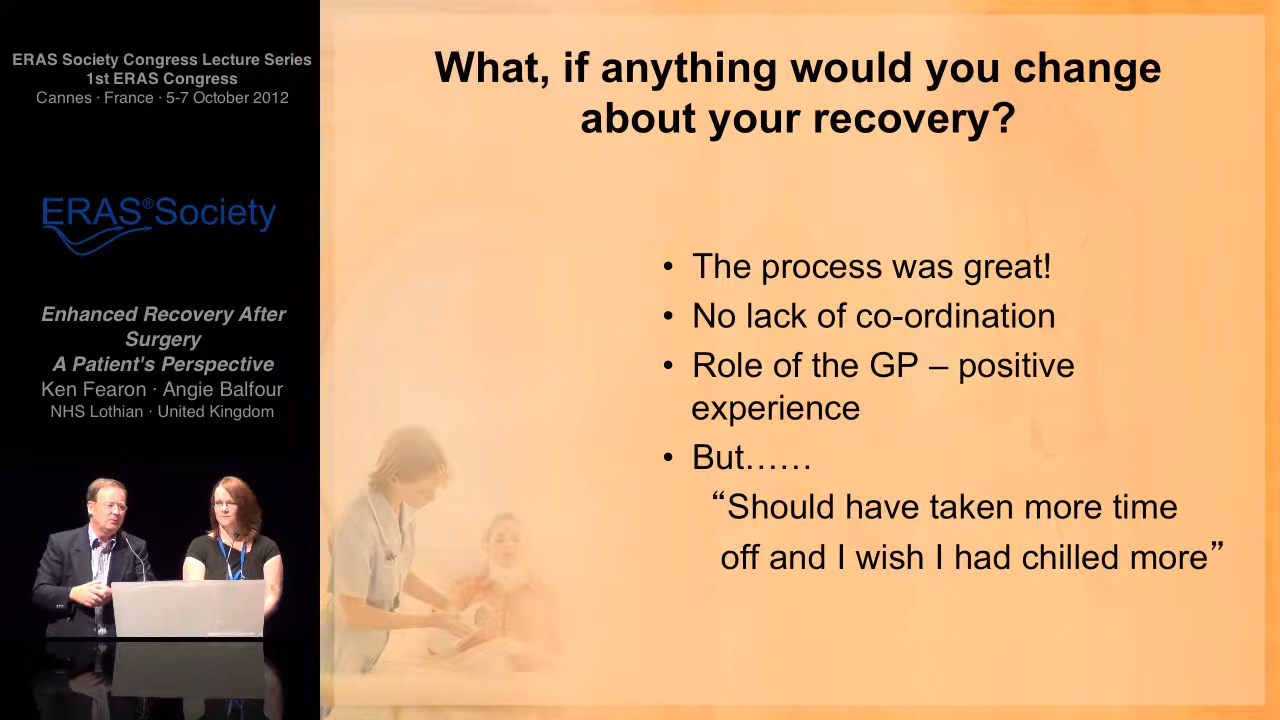 ERAS Society Congress Lecture Series
1st ERAS Congress
Cannes · France · 5-7 October 2012
ERAS®Society
Enhanced Recovery After
Surgery
A Patient's Perspective
Ken Fearon · Angie Balfour
NHS Lothian · United Kingdom
What, if anything would you change
about your recovery?
• The process was great!
• No lack of co-ordination
• Role of the GP – positive
experience
• But……
“Should have taken more time
off and I wish I had chilled more”